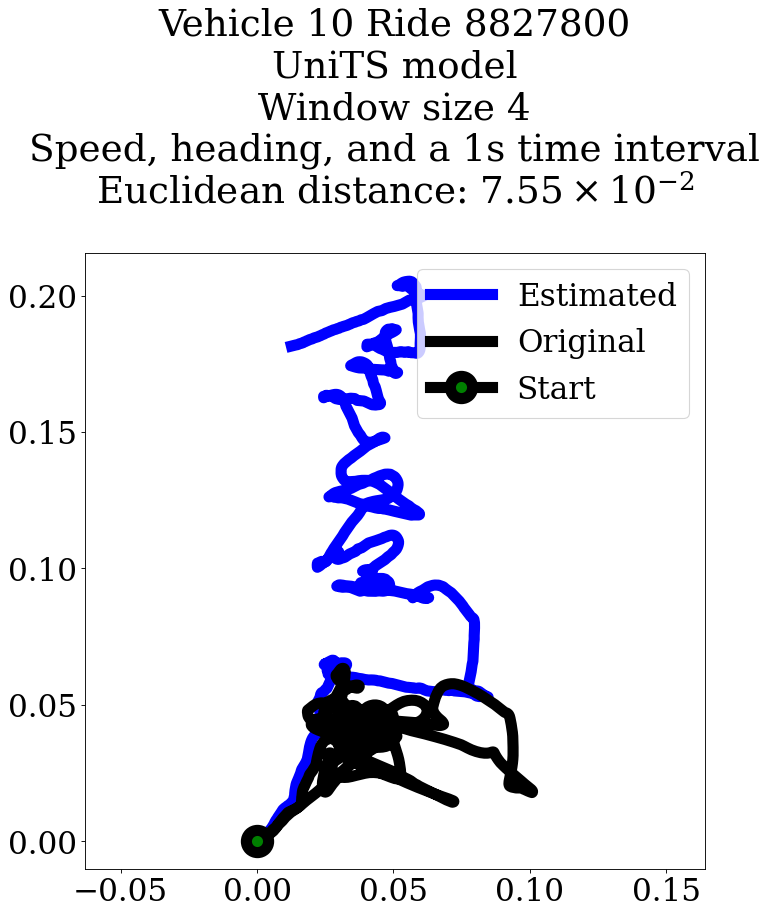 Vehicle 10 Ride 8827800
UniTS model
Window size 4
Speed, heading, and a 1s time interval
Euclidean distance: 7.55 × 10⁻²
Estimated
Original
Start
0.20
0.15
0.10
0.05
0.00
−0.05 0.00 0.05 0.10 0.15